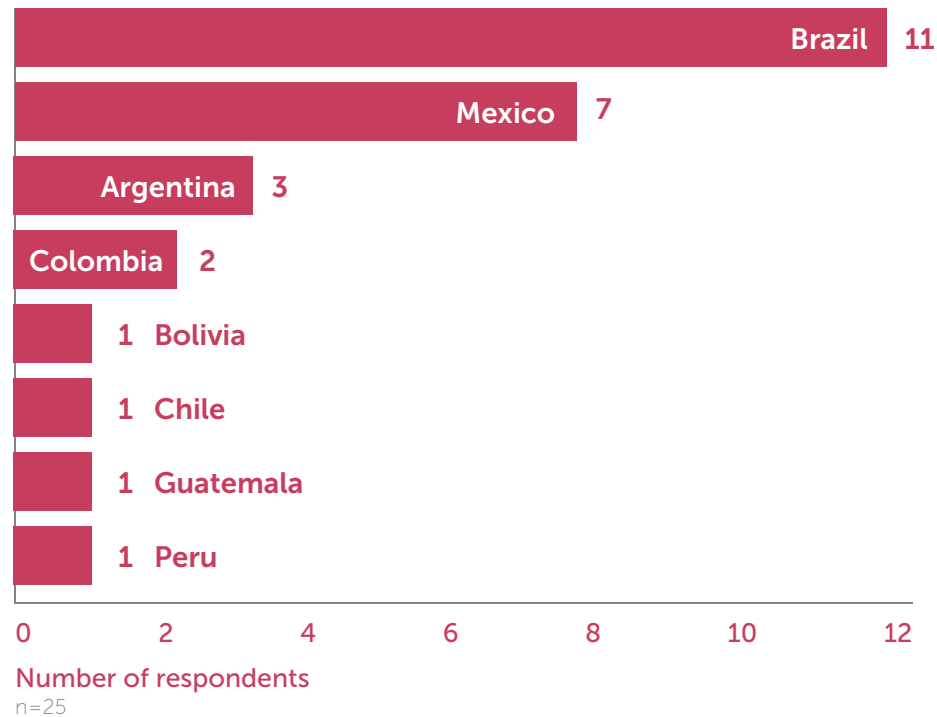 Brazil 11
Mexico 7
Argentina 3
Colombia 2
1 Bolivia
1 Chile
1 Guatemala
1 Peru
0 2 4 6 8 10 12
Number of respondents
n=25